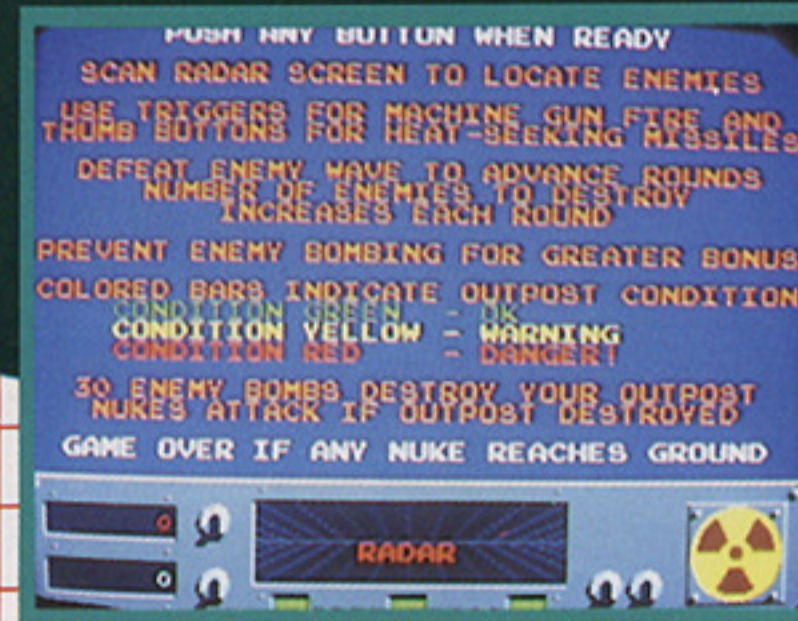 PUSH ANY BUTTON WHEN READY
SCAN RADAR SCREEN TO LOCATE ENEMIES
USE TRIGGERS FOR MACHINE GUN FIRE AND
THUMB BUTTONS FOR HEAT-SEEKING MISSILES
DEFEAT ENEMY WAVE TO ADVANCE ROUNDS
NUMBER OF ENEMIES TO DESTROY
INCREASES EACH ROUND
PREVENT ENEMY BOMBING FOR GREATER BONUS
COLORED BARS INDICATE OUTPOST CONDITION
CONDITION GREEN - OK
CONDITION YELLOW - WARNING
CONDITION RED - DANGER!
30 ENEMY BOMBS DESTROY YOUR OUTPOST
NUKES ATTACK IF OUTPOST DESTROYED
GAME OVER IF ANY NUKE REACHES GROUND
0
RADAR
0